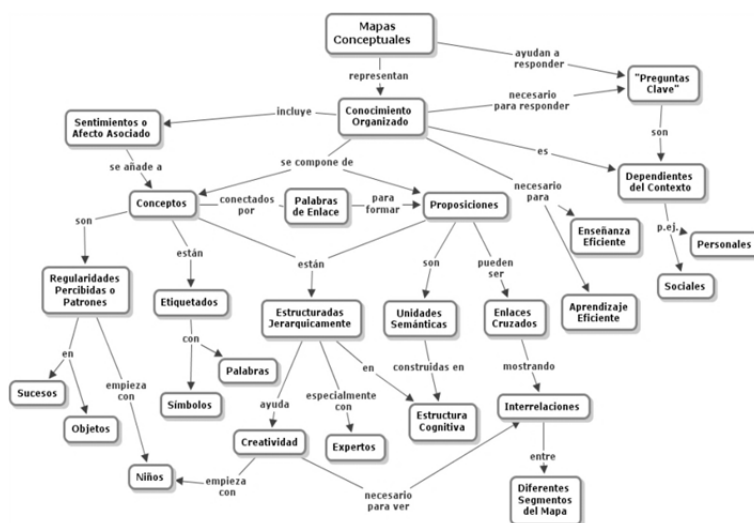 Mapas
Conceptuales
ayudan a
responder
representan
"Preguntas
Clave"
necesario
para responder
Conocimiento
Organizado
incluye
Sentimientos o
Afecto Asociado
son
es
se añade a
se compone de
Dependientes
del Contexto
necesario
para
Conceptos
conectados
por
Palabras
de Enlace
para
formar
Proposiciones
Enseñanza
Eficiente
p.ej.
Personales
son
están
están
son
pueden
ser
Sociales
Regularidades
Percibidas o
Patrones
Etiquetados
Estructuradas
Jerarquicamente
Unidades
Semánticas
Enlaces
Cruzados
Aprendizaje
Eficiente
con
en
empieza
con
Palabras
en
construidas en
mostrando
Sucesos
Símbolos
ayuda
especialmente
con
Objetos
Estructura
Cognitiva
Interrelaciones
Creatividad
Expertos
entre
Niños
empieza
con
necesario
para ver
Diferentes
Segmentos
del Mapa